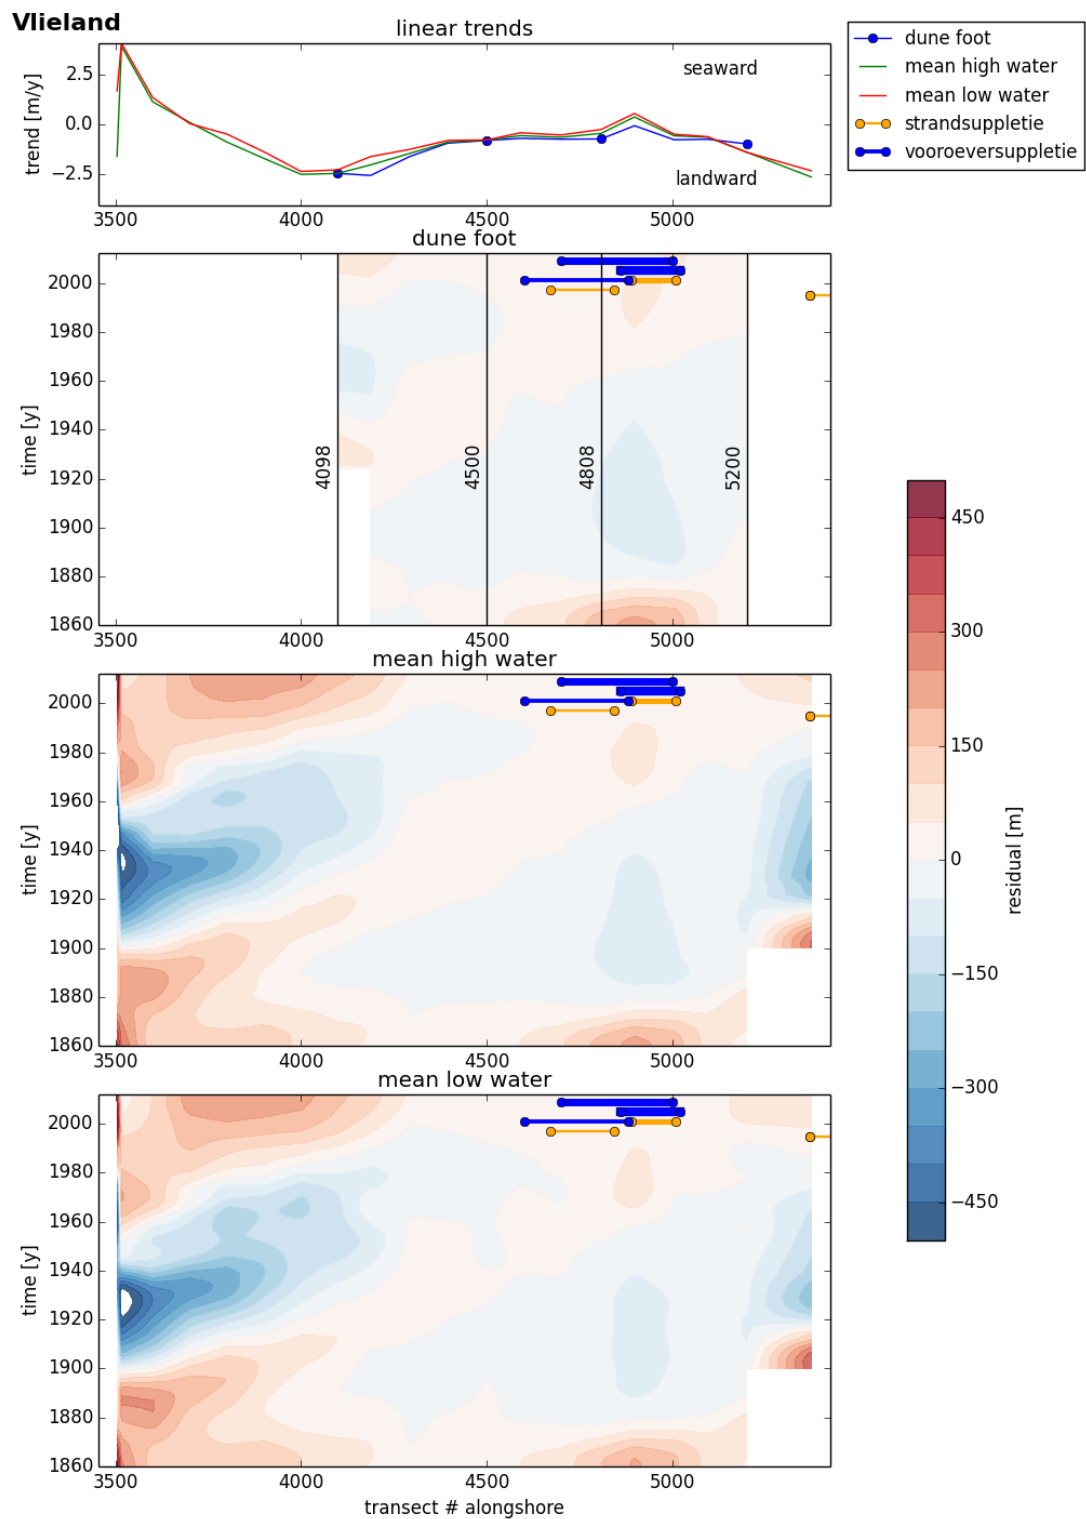 Vlieland
linear trends
trend [m/y]
2.5
0.0
−2.5
seaward
landward
3500 4000 4500 5000
dune foot
mean high water
mean low water
strandsuppletie
vooroeversuppletie
dune foot
time [y]
2000
1980
1960
1940
1920
1900
1880
1860
4098
4500
4808
5200
3500 4000 4500 5000
mean high water
time [y]
2000
1980
1960
1940
1920
1900
1880
1860
3500 4000 4500 5000
mean low water
time [y]
2000
1980
1960
1940
1920
1900
1880
1860
3500 4000 4500 5000
transect # alongshore
450
300
150
0
−150
−300
−450
residual [m]